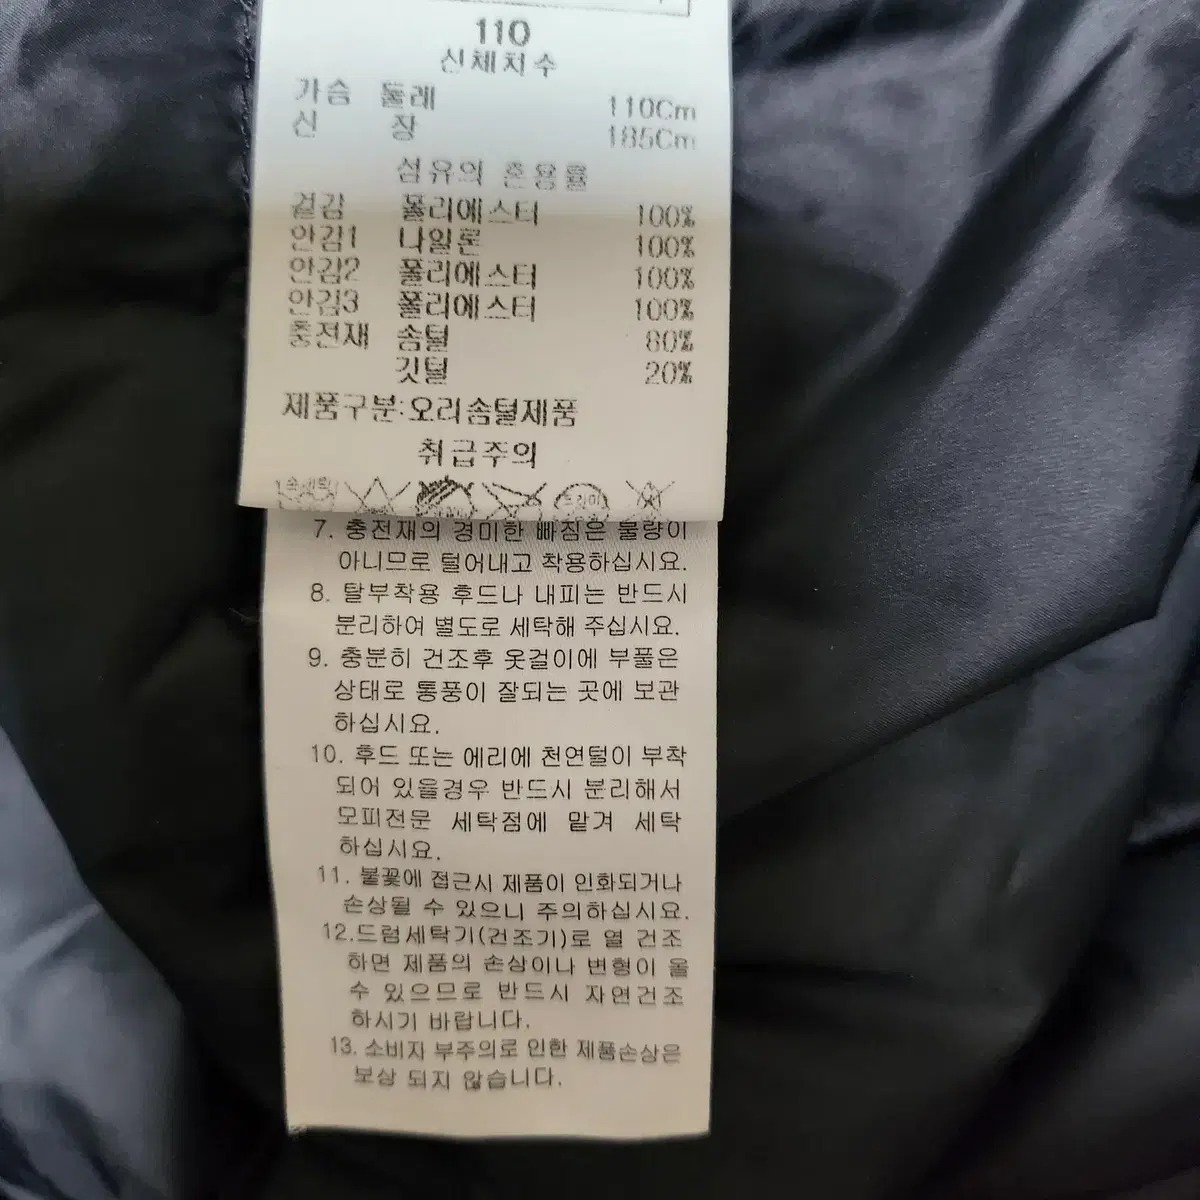 110
신체치수
가슴 둘레 110Cm
신 장 185Cm
섬유의 혼용률
겉감 폴리에스터 100%
안감1 나일론 100%
안감2 폴리에스터 100%
안감3 폴리에스터 100%
충전재 솜털 80%
깃털 20%
제품구분:오리솜털제품
취급주의
손세탁
드라이
7. 충전재의 경미한 빠짐은 불량이
아니므로 털어내고 착용하십시요.
8. 탈부착용 후드나 내피는 반드시
분리하여 별도로 세탁해 주십시요.
9. 충분히 건조후 옷걸이에 부풀은
상태로 통풍이 잘되는 곳에 보관
하십시요.
10. 후드 또는 에리에 천연털이 부착
되어 있을경우 반드시 분리해서
모피전문 세탁점에 맡겨 세탁
하십시요.
11. 불꽃에 접근시 제품이 인화되거나
손상될 수 있으니 주의하십시요.
12.드럼세탁기(건조기)로 열 건조
하면 제품의 손상이나 변형이 올
수 있으므로 반드시 자연건조
하시기 바랍니다.
13. 소비자 부주의로 인한 제품손상은
보상 되지 않습니다.